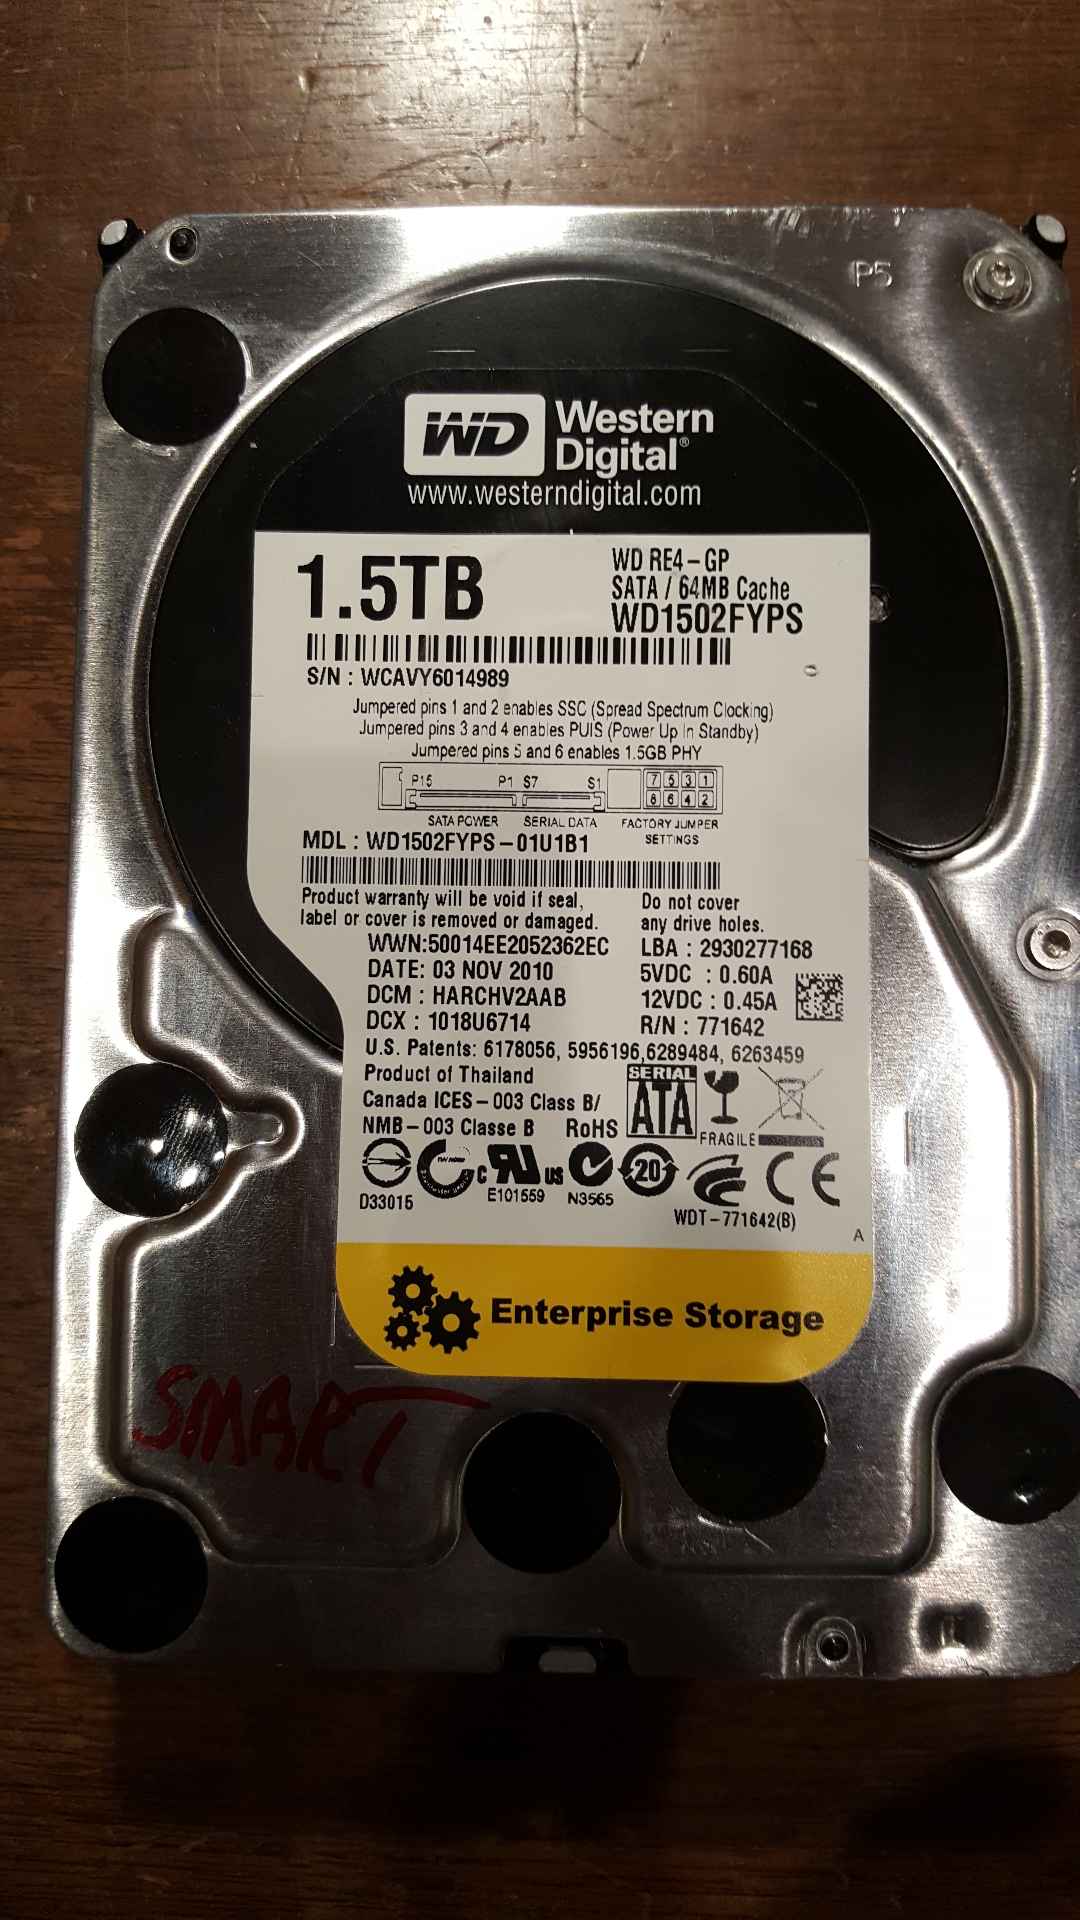 P5
WD Western
Digital®
www.westerndigital.com
1.5TB
WD RE4-GP
SATA / 64MB Cache
WD1502FYPS
S/N : WCAVY6014989
Jumpered pins 1 and 2 enables SSC (Spread Spectrum Clocking)
Jumpered pins 3 and 4 enables PUIS (Power Up In Standby)
Jumpered pins 5 and 6 enables 1.5GB PHY
P15 P1 S7 S1 7 5 3 1
8 6 4 2
SATA POWER SERIAL DATA FACTORY JUMPER
SETTINGS
MDL : WD1502FYPS-01U1B1
Product warranty will be void if seal,
label or cover is removed or damaged.
Do not cover
any drive holes.
WWN:50014EE2052362EC
DATE: 03 NOV 2010
DCM : HARCHV2AAB
DCX : 1018U6714
LBA : 2930277168
5VDC : 0.60A
12VDC : 0.45A
R/N : 771642
U.S. Patents: 6178056, 5956196,6289484, 6263459
Product of Thailand
Canada ICES-003 Class B/
NMB-003 Classe B RoHS
SERIAL
ATA
FRAGILE
D33015
C US
E101559
N3565
20
CE
WDT-771642(B)
A
Enterprise Storage
SMART